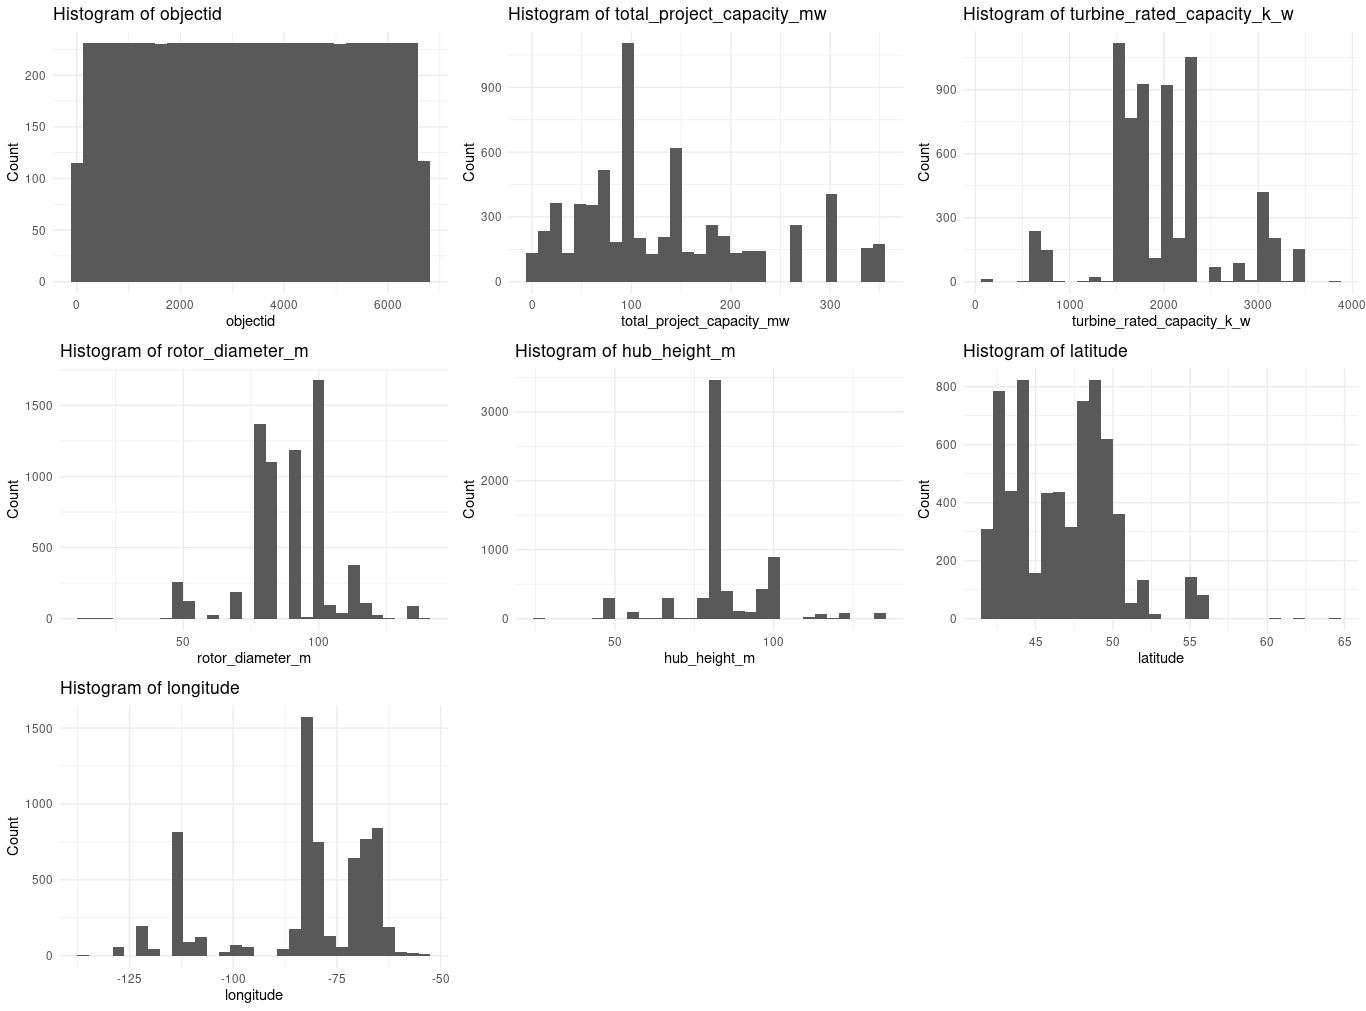 Histogram of objectid
Count
200
150
100
50
0
0 2000 4000 6000
objectid
Histogram of total_project_capacity_mw
Count
900
600
300
0
0 100 200 300
total_project_capacity_mw
Histogram of turbine_rated_capacity_k_w
Count
900
600
300
0
0 1000 2000 3000 4000
turbine_rated_capacity_k_w
Histogram of rotor_diameter_m
Count
1500
1000
500
0
50 100
rotor_diameter_m
Histogram of hub_height_m
Count
3000
2000
1000
0
50 100
hub_height_m
Histogram of latitude
Count
800
600
400
200
0
45 50 55 60 65
latitude
Histogram of longitude
Count
1500
1000
500
0
-125 -100 -75 -50
longitude